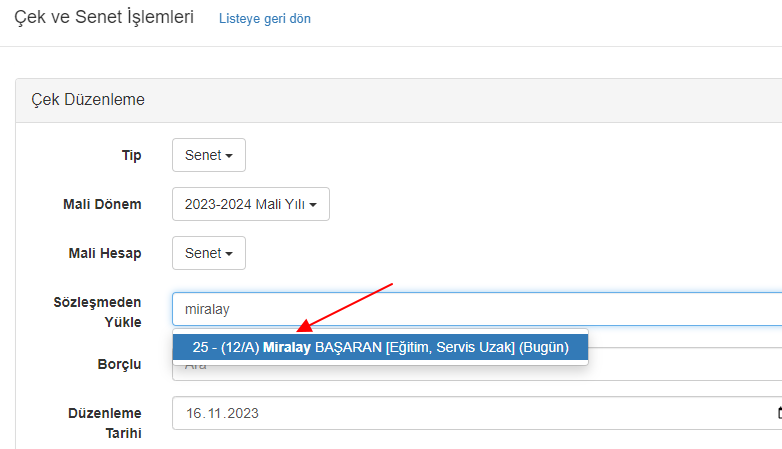 Çek ve Senet İşlemleri Listeye geri dön
Çek Düzenleme
Tip Senet
Mali Dönem 2023-2024 Mali Yılı
Mali Hesap Senet
Sözleşmeden Yükle miralay
25 - (12/A) Miralay BAŞARAN [Eğitim, Servis Uzak] (Bugün)
Borçlu Ara
Düzenleme Tarihi 16.11.2023